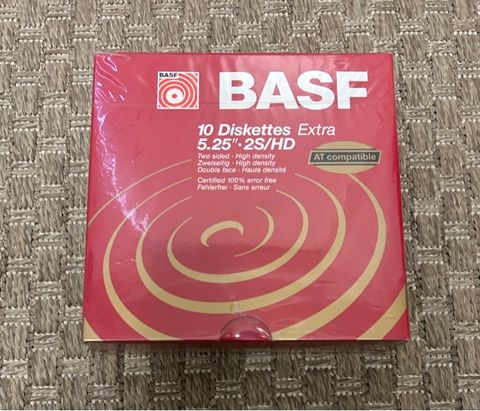 BASF
BASF
10 Diskettes Extra
5.25"·2S/HD
AT compatible
Two sided · High density
Zweiseitig · High density
Double face · Haute densité
Certified 100% error free
Fehlerfrei · Sans erreur